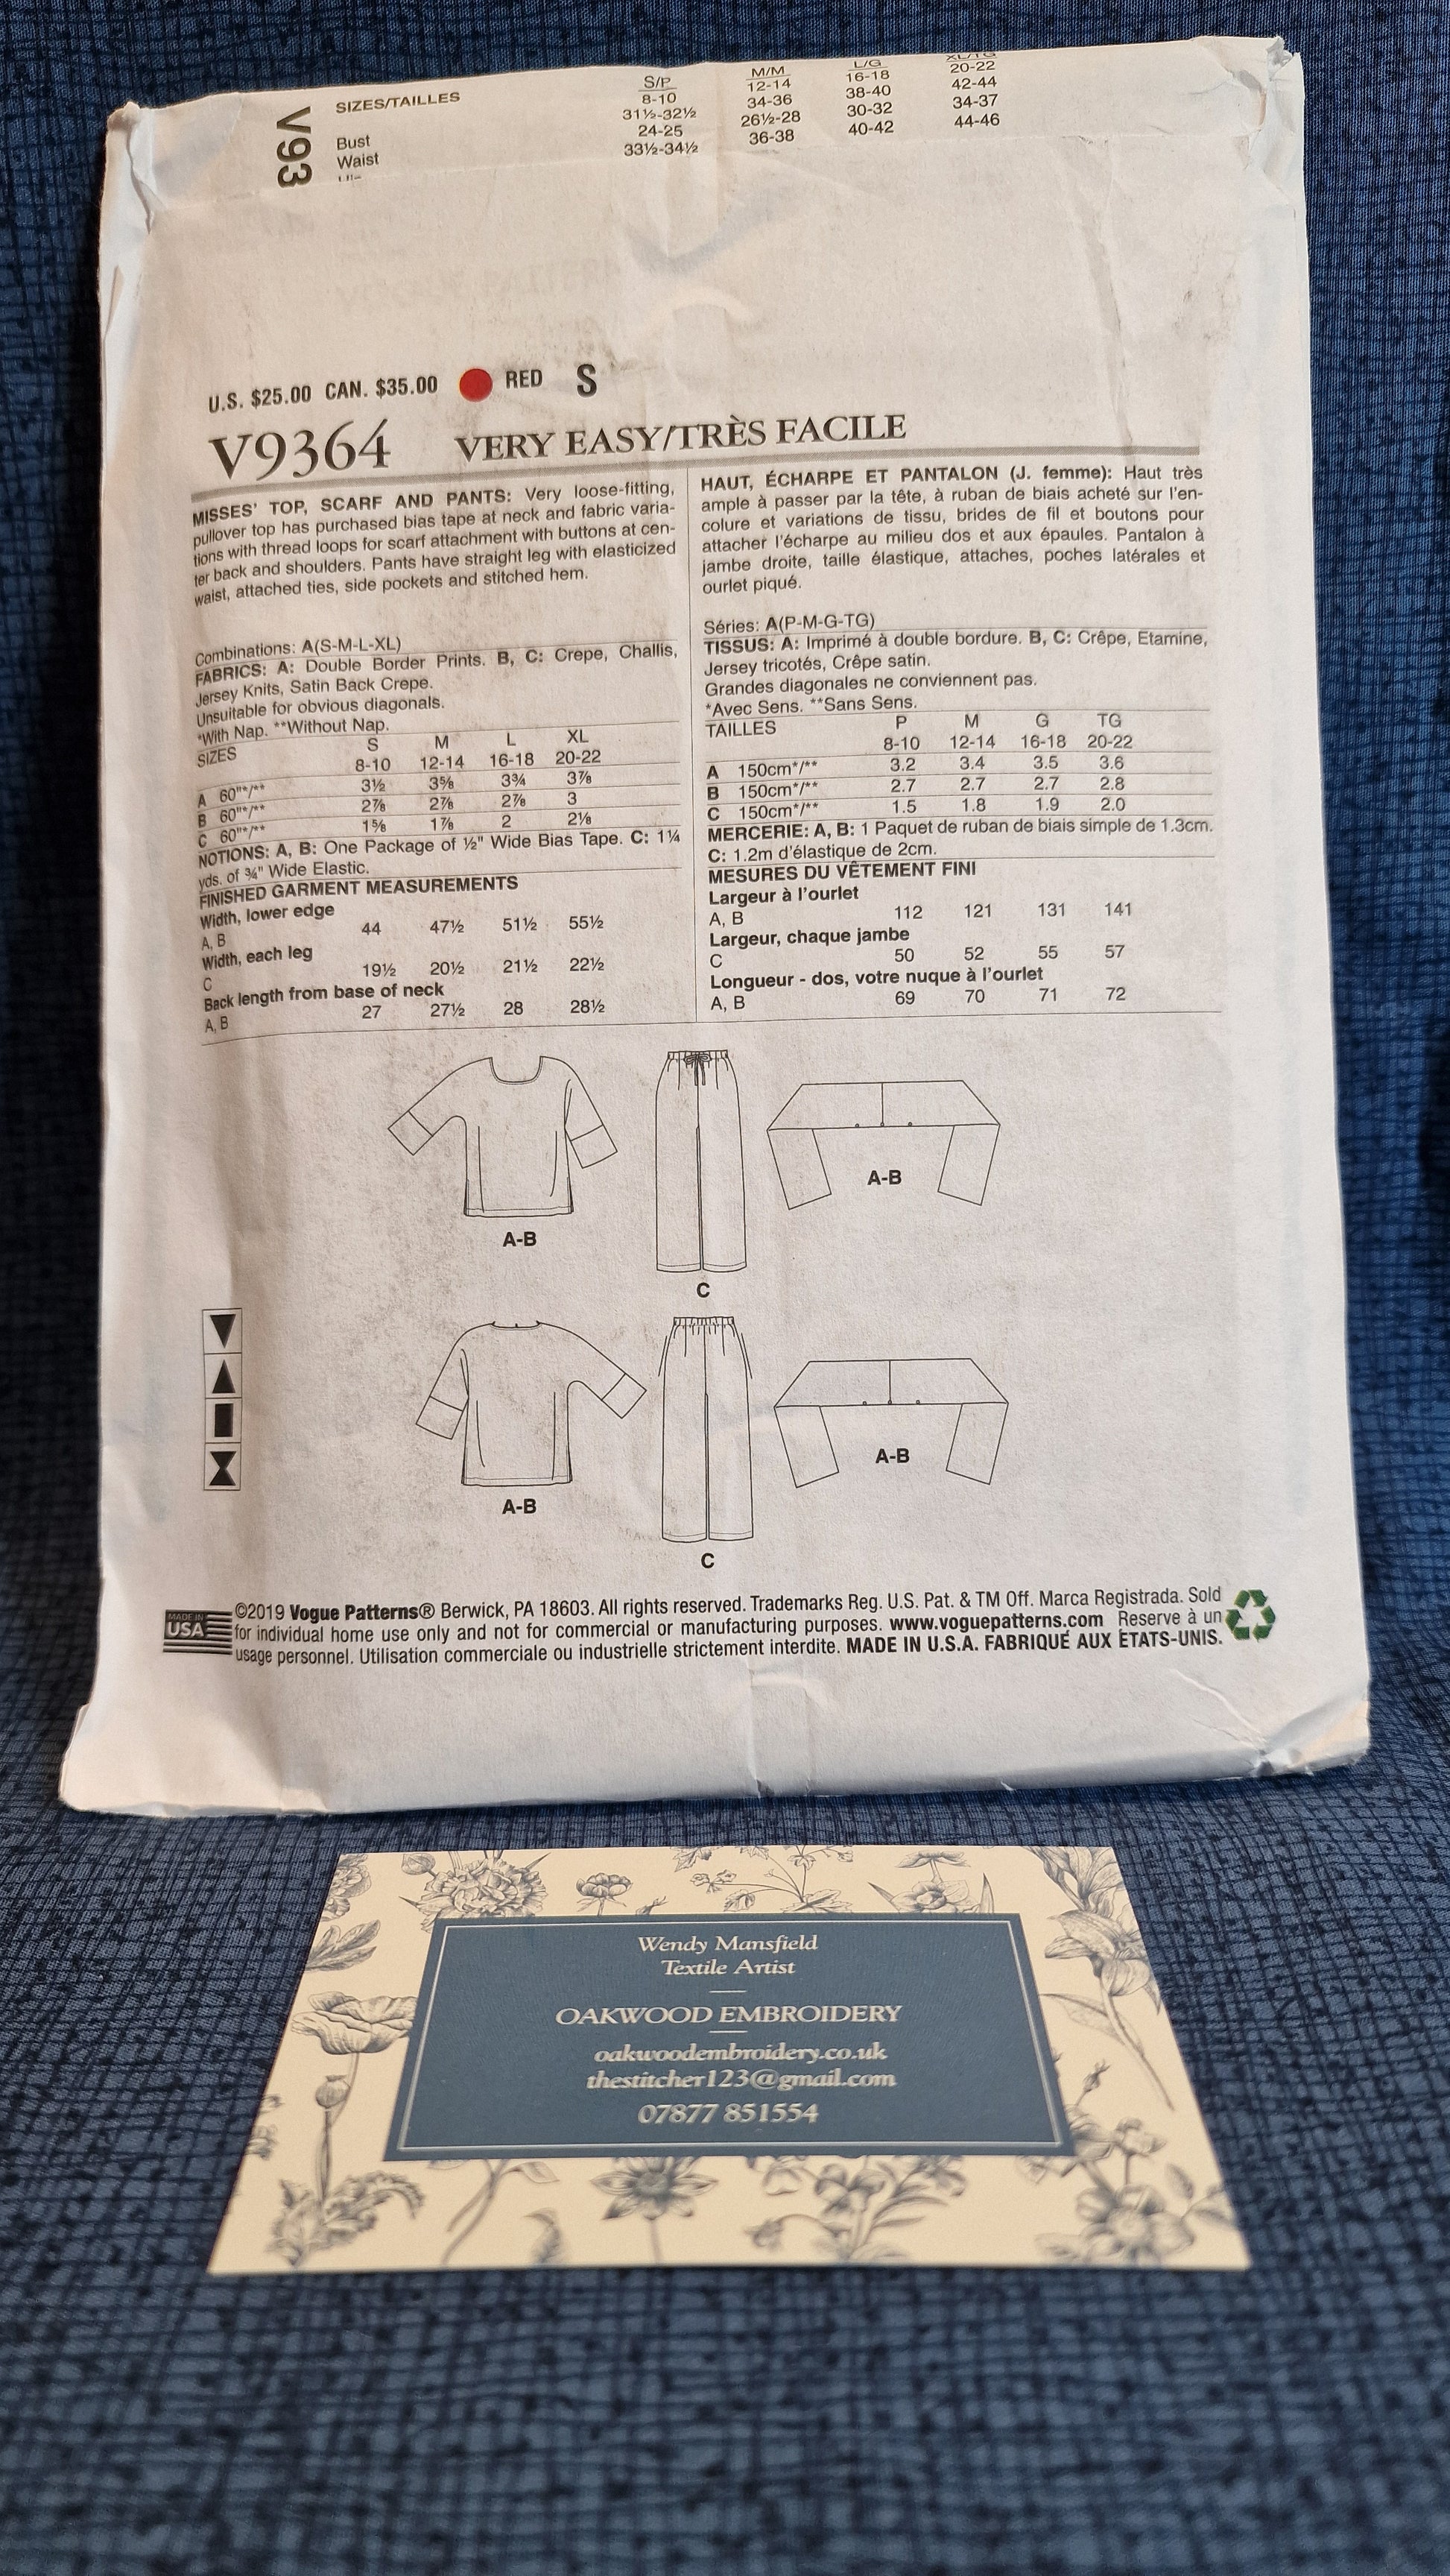 V93
SIZES/TAILLES S/P M/M L/G XL/TG
8-10 12-14 16-18 20-22
Bust 31½-32½ 34-36 38-40 42-44
Waist 24-25 26½-28 30-32 34-37
33½-34½ 36-38 40-42 44-46
U.S. $25.00 CAN. $35.00 RED S
V9364 VERY EASY/TRÈS FACILE
MISSES' TOP, SCARF AND PANTS: Very loose-fitting,
pullover top has purchased bias tape at neck and fabric varia-
tions with thread loops for scarf attachment with buttons at cen-
ter back and shoulders. Pants have straight leg with elasticized
waist, attached ties, side pockets and stitched hem.
Combinations: A(S-M-L-XL)
FABRICS: A: Double Border Prints. B, C: Crepe, Challis,
Jersey Knits, Satin Back Crepe.
Unsuitable for obvious diagonals.
*With Nap. **Without Nap.
SIZES S M L XL
8-10 12-14 16-18 20-22
A 60"*/** 3½ 3⅝ 3¾ 3⅞
B 60"*/** 2⅞ 2⅞ 2⅞ 3
C 60"*/** 1⅝ 1⅞ 2 2⅛
NOTIONS: A, B: One Package of ½" Wide Bias Tape. C: 1¼
yds. of ¾" Wide Elastic.
FINISHED GARMENT MEASUREMENTS
Width, lower edge
A, B 44 47½ 51½ 55½
Width, each leg
C 19½ 20½ 21½ 22½
Back length from base of neck
A, B 27 27½ 28 28½
HAUT, ÉCHARPE ET PANTALON (J. femme): Haut très
ample à passer par la tête, à ruban de biais acheté sur l'en-
colure et variations de tissu, brides de fil et boutons pour
attacher l'écharpe au milieu dos et aux épaules. Pantalon à
jambe droite, taille élastique, attaches, poches latérales et
ourlet piqué.
Séries: A(P-M-G-TG)
TISSUS: A: Imprimé à double bordure. B, C: Crêpe, Etamine,
Jersey tricotés, Crêpe satin.
Grandes diagonales ne conviennent pas.
*Avec Sens. **Sans Sens.
TAILLES P M G TG
8-10 12-14 16-18 20-22
A 150cm*/** 3.2 3.4 3.5 3.6
B 150cm*/** 2.7 2.7 2.7 2.8
C 150cm*/** 1.5 1.8 1.9 2.0
MERCERIE: A, B: 1 Paquet de ruban de biais simple de 1.3cm.
C: 1.2m d'élastique de 2cm.
MESURES DU VÊTEMENT FINI
Largeur à l'ourlet
A, B 112 121 131 141
Largeur, chaque jambe
C 50 52 55 57
Longueur - dos, votre nuque à l'ourlet
A, B 69 70 71 72
A-B
A-B
C
A-B
A-B
C
MADE IN
USA
©2019 Vogue Patterns® Berwick, PA 18603. All rights reserved. Trademarks Reg. U.S. Pat. & TM Off. Marca Registrada. Sold
for individual home use only and not for commercial or manufacturing purposes. www.voguepatterns.com Reserve à un
usage personnel. Utilisation commerciale ou industrielle strictement interdite. MADE IN U.S.A. FABRIQUÉ AUX ÉTATS-UNIS.
Wendy Mansfield
Textile Artist
OAKWOOD EMBROIDERY
oakwoodembroidery.co.uk
thestitcher123@gmail.com
07877 851554